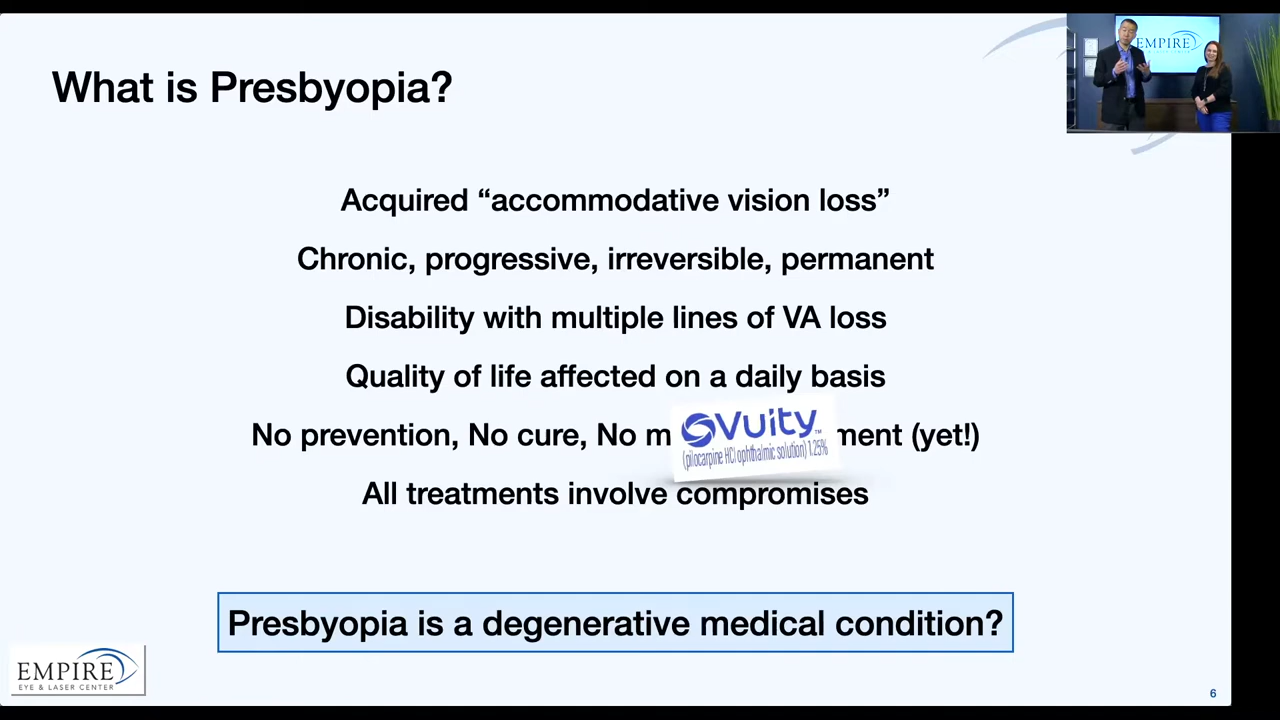 What is Presbyopia?
EMPIRE
Acquired “accommodative vision loss”
Chronic, progressive, irreversible, permanent
Disability with multiple lines of VA loss
Quality of life affected on a daily basis
No prevention, No cure, No m ment (yet!)
Vuity™
(pilocarpine HCl ophthalmic solution) 1.25%
All treatments involve compromises
Presbyopia is a degenerative medical condition?
EMPIRE
EYE & LASER CENTER
6